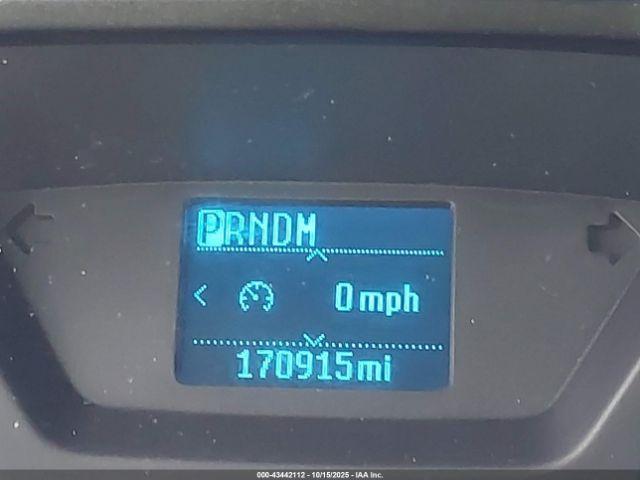 PRNDM
0mph
170915mi
000-43442112 - 10/15/2025 - IAA Inc.